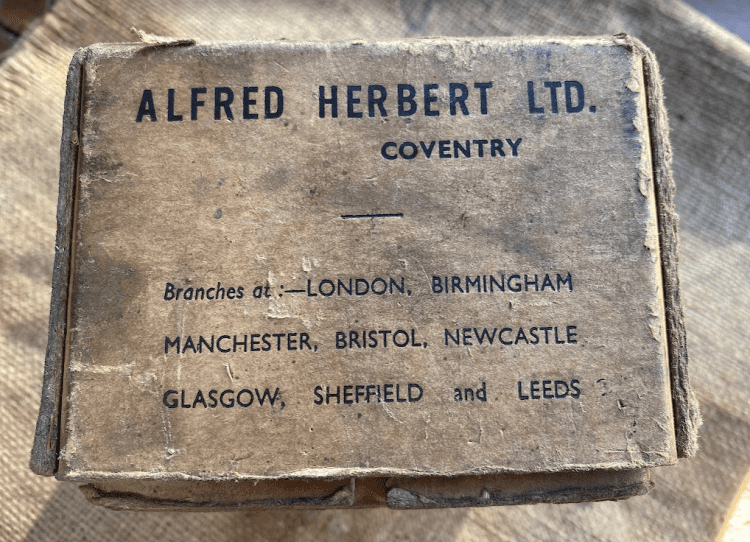 ALFRED HERBERT LTD.
COVENTRY
Branches at :—LONDON, BIRMINGHAM
MANCHESTER, BRISTOL, NEWCASTLE
GLASGOW, SHEFFIELD and LEEDS